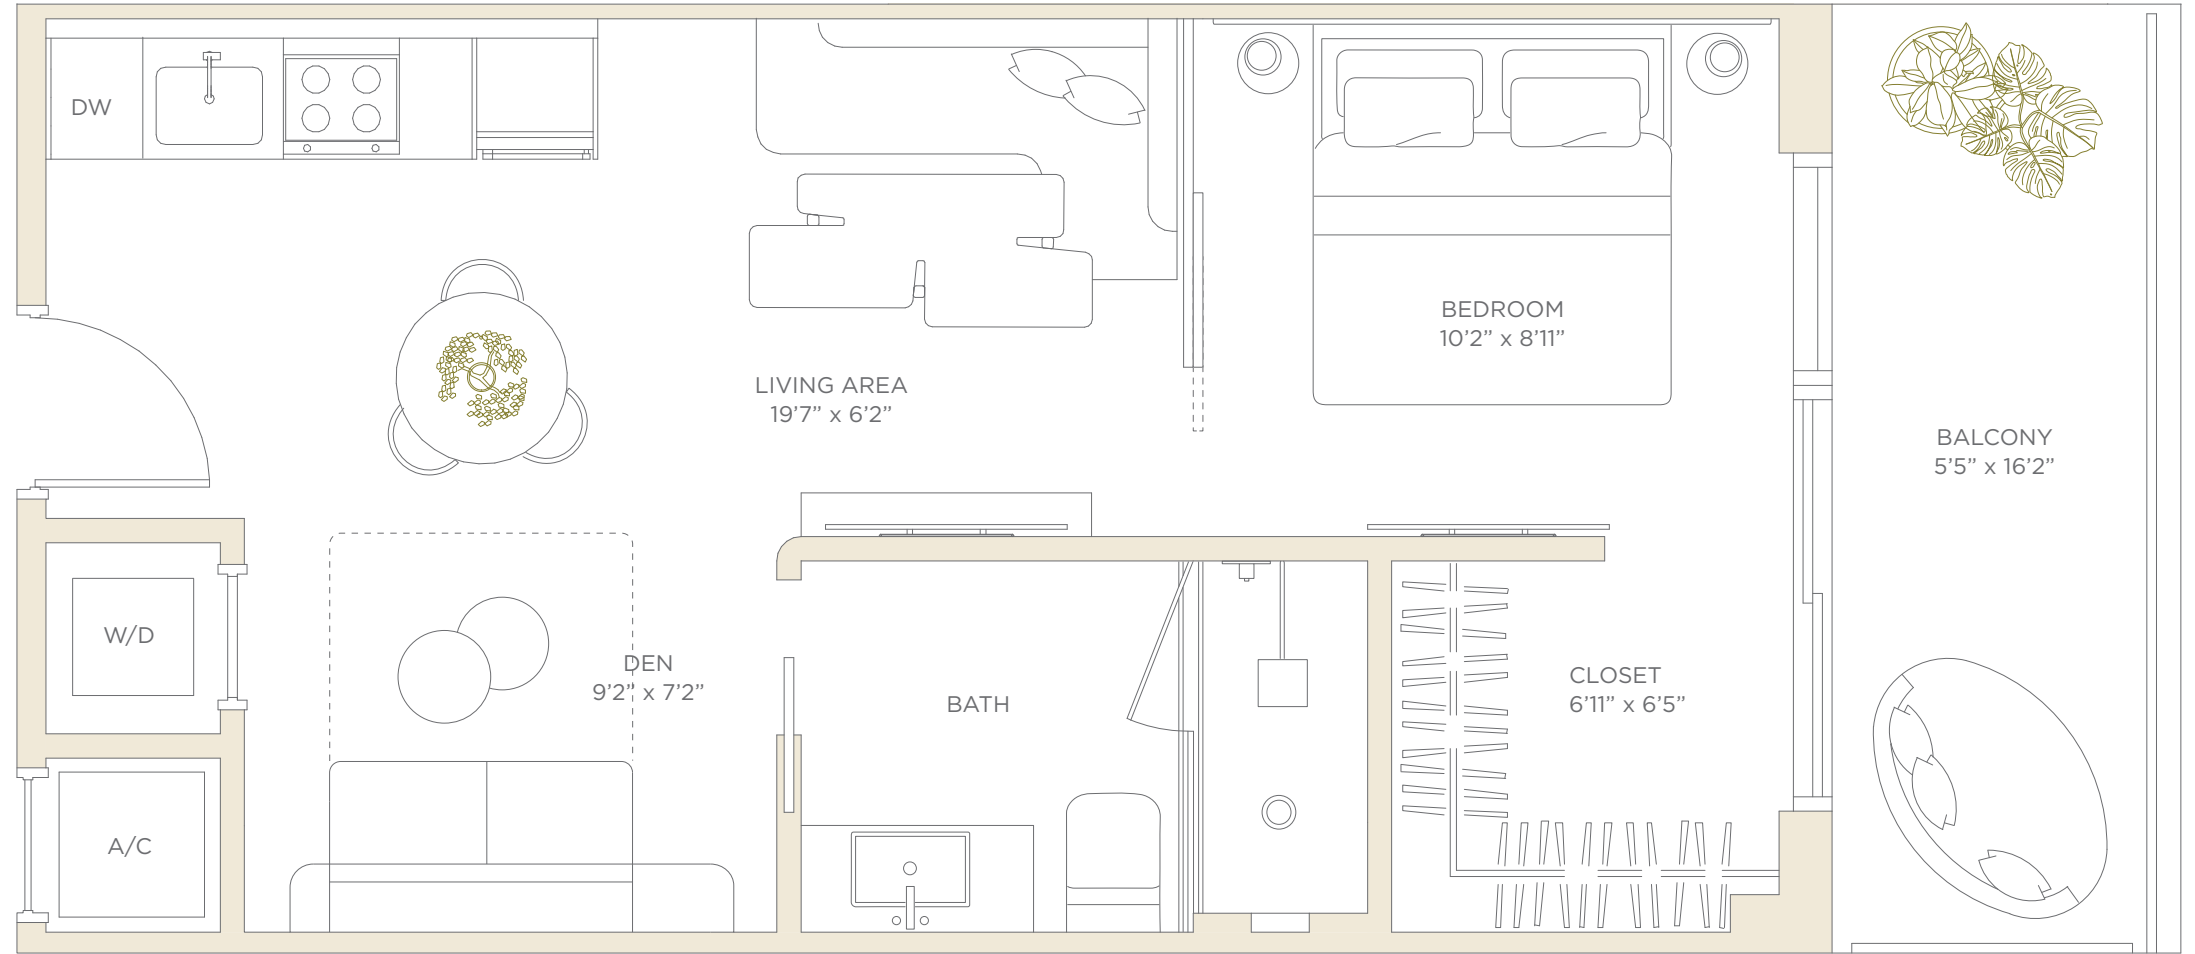 DW
BEDROOM
10’2” x 8’11”
LIVING AREA
19’7” x 6’2”
BALCONY
5’5” x 16’2”
W/D
DEN
9’2” x 7’2”
BATH
CLOSET
6’11” x 6’5”
A/C